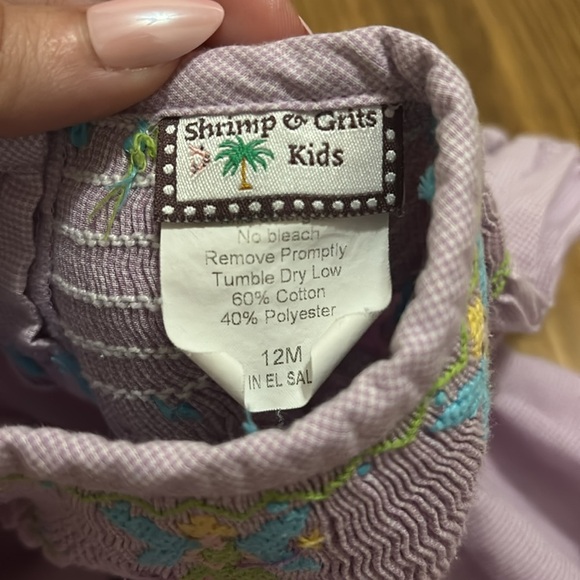 Shrimp & Grits
Kids
No bleach
Remove Promptly
Tumble Dry Low
60% Cotton
40% Polyester
12M
IN EL SAL